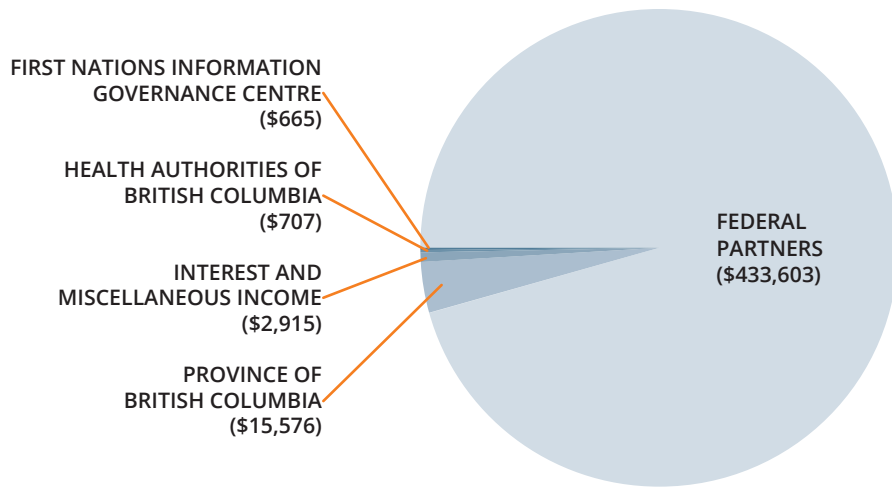 FIRST NATIONS INFORMATION
GOVERNANCE CENTRE
($665)
HEALTH AUTHORITIES OF
BRITISH COLUMBIA
($707)
INTEREST AND
MISCELLANEOUS INCOME
($2,915)
PROVINCE OF
BRITISH COLUMBIA
($15,576)
FEDERAL
PARTNERS
($433,603)